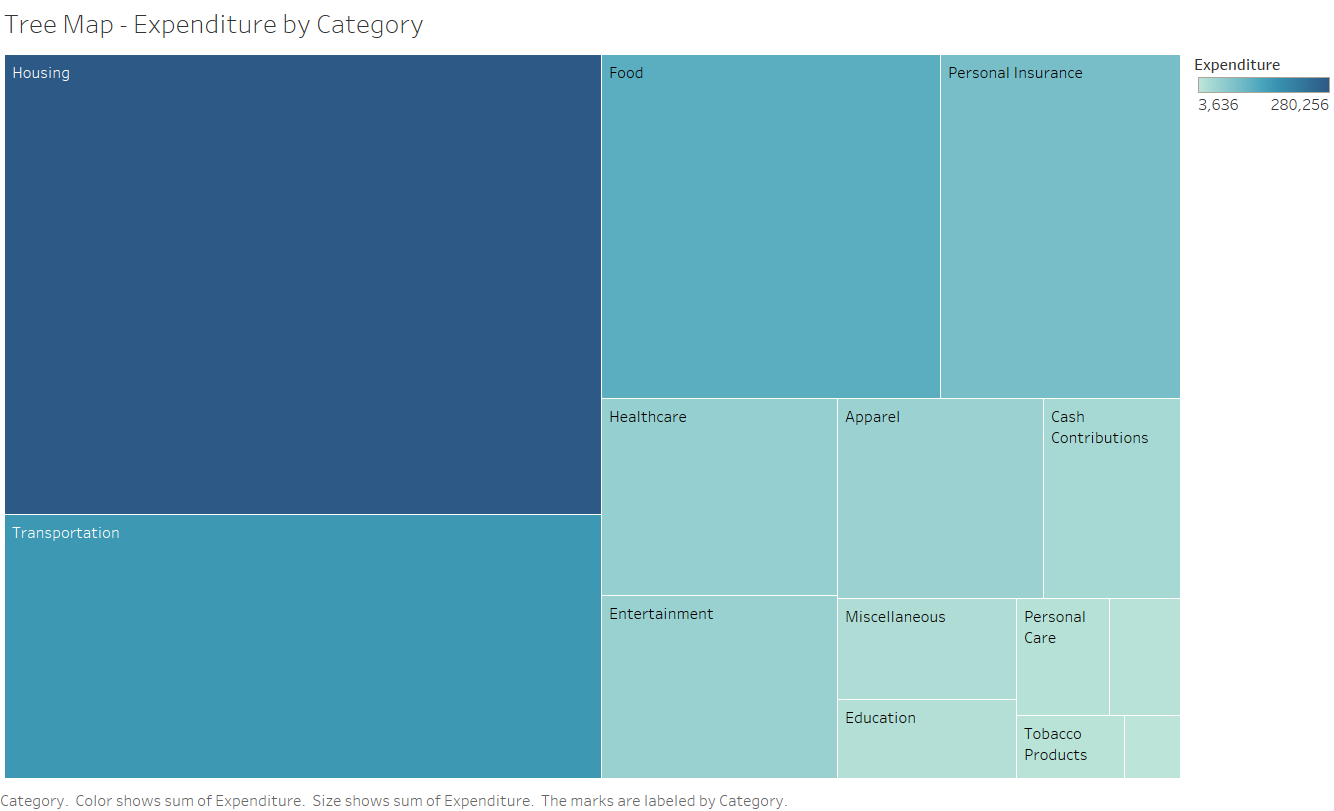 Tree Map - Expenditure by Category
Housing
Food
Personal Insurance
Expenditure
3,636 280,256
Healthcare
Apparel
Cash
Contributions
Transportation
Entertainment
Miscellaneous
Personal
Care
Education
Tobacco
Products
Category. Color shows sum of Expenditure. Size shows sum of Expenditure. The marks are labeled by Category.